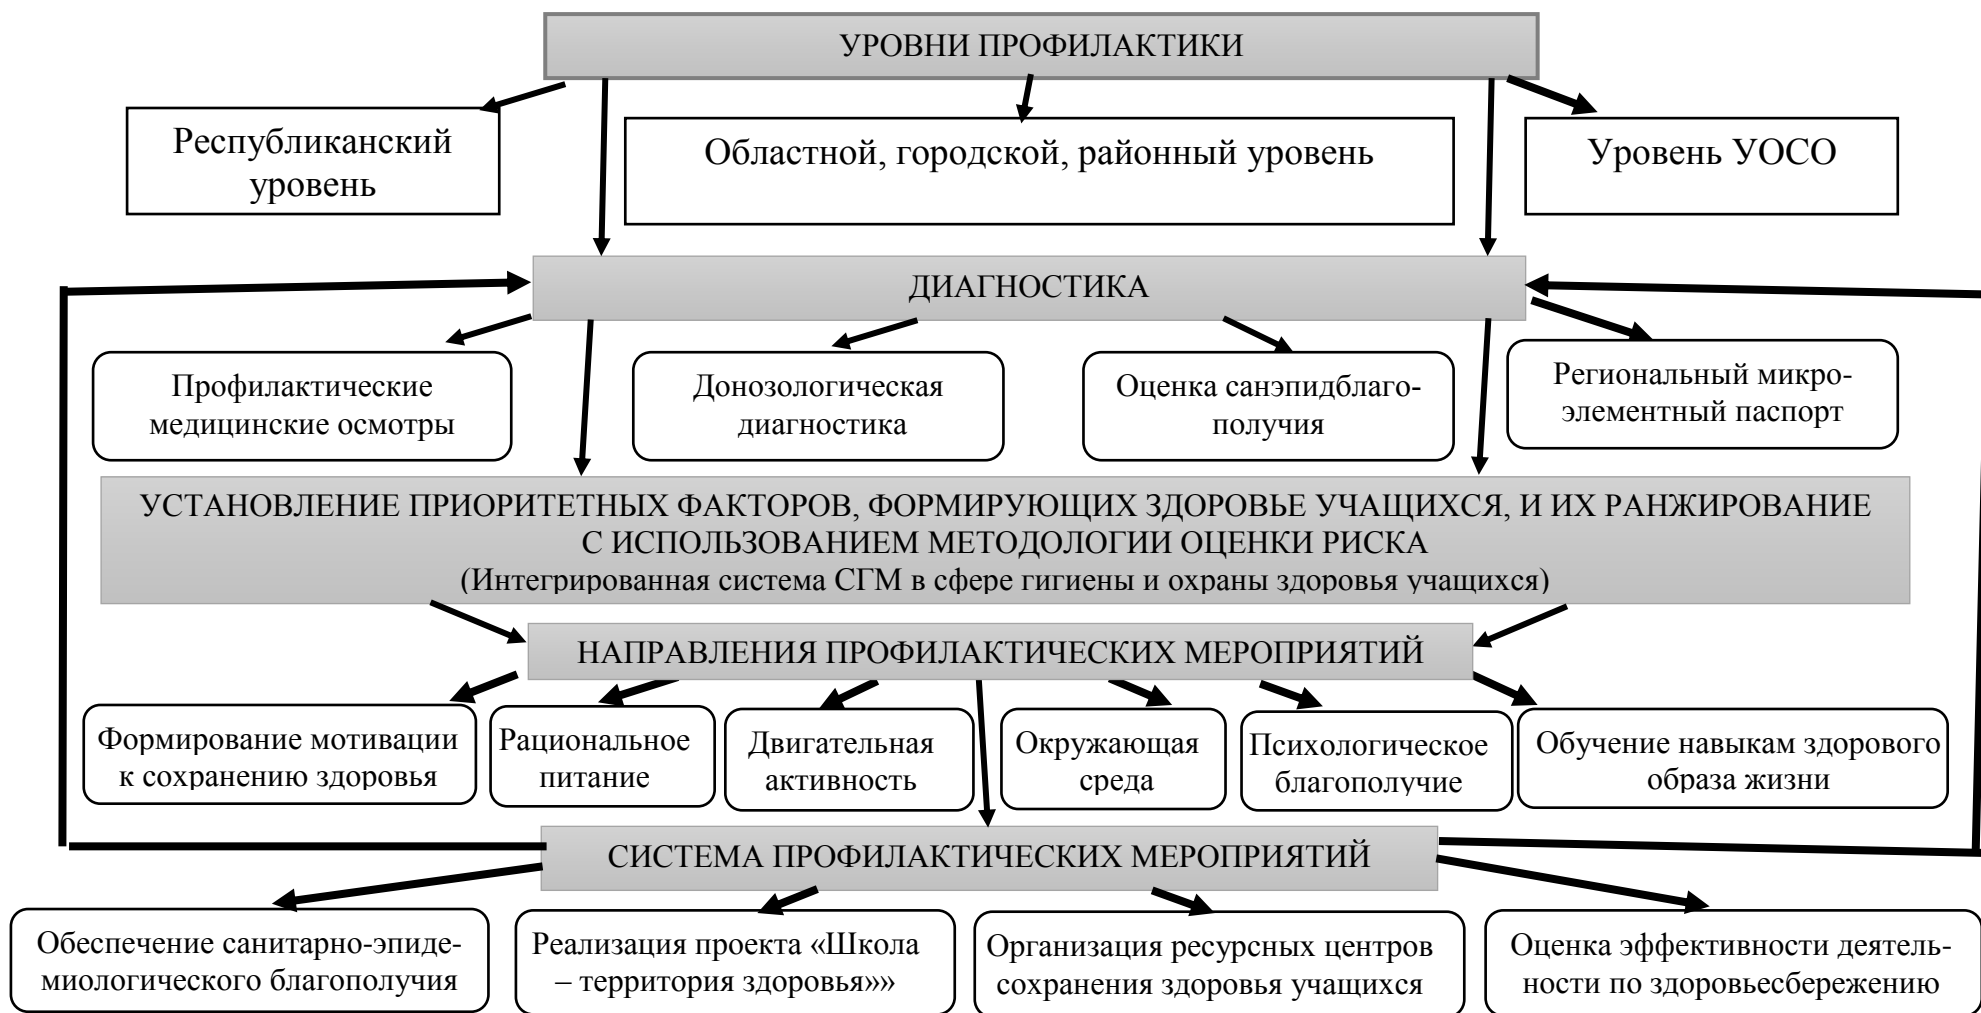 УРОВНИ ПРОФИЛАКТИКИ
Республиканский
уровень
Областной, городской, районный уровень
Уровень УОСО
ДИАГНОСТИКА
Профилактические
медицинские осмотры
Донозологическая
диагностика
Оценка санэпидблаго-
получия
Региональный микро-
элементный паспорт
УСТАНОВЛЕНИЕ ПРИОРИТЕТНЫХ ФАКТОРОВ, ФОРМИРУЮЩИХ ЗДОРОВЬЕ УЧАЩИХСЯ, И ИХ РАНЖИРОВАНИЕ
С ИСПОЛЬЗОВАНИЕМ МЕТОДОЛОГИИ ОЦЕНКИ РИСКА
(Интегрированная система СГМ в сфере гигиены и охраны здоровья учащихся)
НАПРАВЛЕНИЯ ПРОФИЛАКТИЧЕСКИХ МЕРОПРИЯТИЙ
Формирование мотивации
к сохранению здоровья
Рациональное
питание
Двигательная
активность
Окружающая
среда
Психологическое
благополучие
Обучение навыкам здорового
образа жизни
СИСТЕМА ПРОФИЛАКТИЧЕСКИХ МЕРОПРИЯТИЙ
Обеспечение санитарно-эпиде-
миологического благополучия
Реализация проекта «Школа
– территория здоровья»»
Организация ресурсных центров
сохранения здоровья учащихся
Оценка эффективности деятель-
ности по здоровьесбережению